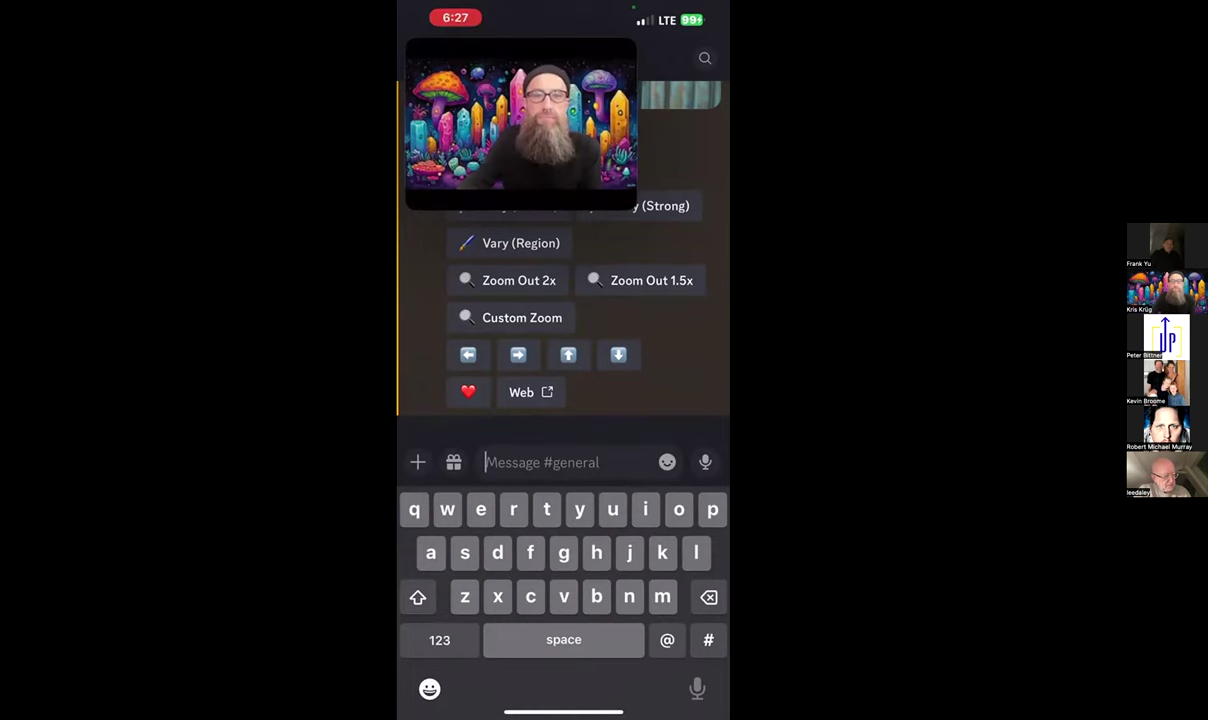 6:27
LTE 99
y (Strong)
Vary (Region)
Zoom Out 2x
Zoom Out 1.5x
Custom Zoom
Web
Message #general
q w e r t y u i o p
a s d f g h j k l
z x c v b n m
123 space @ #
Frank Yu
Kris Krüg
UP
Peter Bittner
Kevin Broome
Robert Michael Murray
leedaley